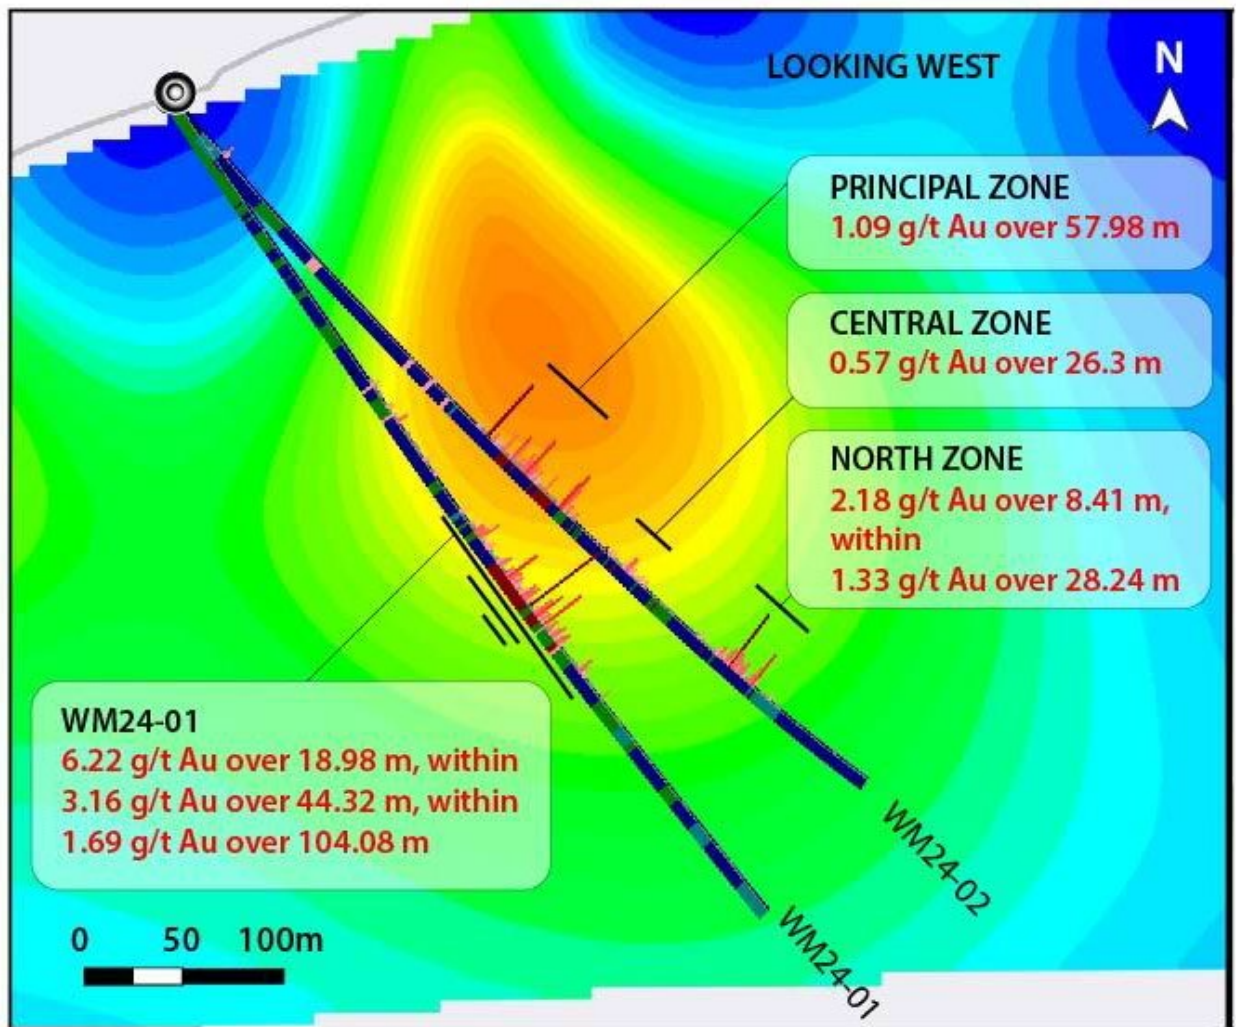 LOOKING WEST
N
PRINCIPAL ZONE
1.09 g/t Au over 57.98 m
CENTRAL ZONE
0.57 g/t Au over 26.3 m
NORTH ZONE
2.18 g/t Au over 8.41 m,
within
1.33 g/t Au over 28.24 m
WM24-01
6.22 g/t Au over 18.98 m, within
3.16 g/t Au over 44.32 m, within
1.69 g/t Au over 104.08 m
WM24-02
WM24-01
0 50 100m